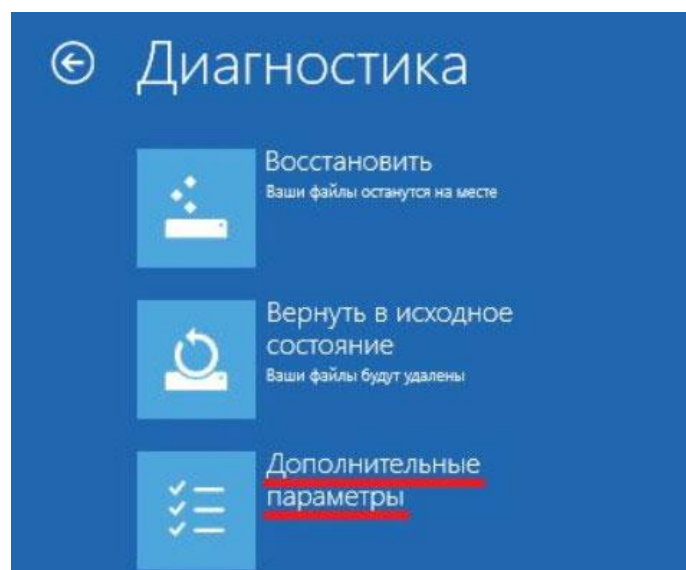 Диагностика
Восстановить
Ваши файлы останутся на месте
Вернуть в исходное
состояние
Ваши файлы будут удалены
Дополнительные
параметры